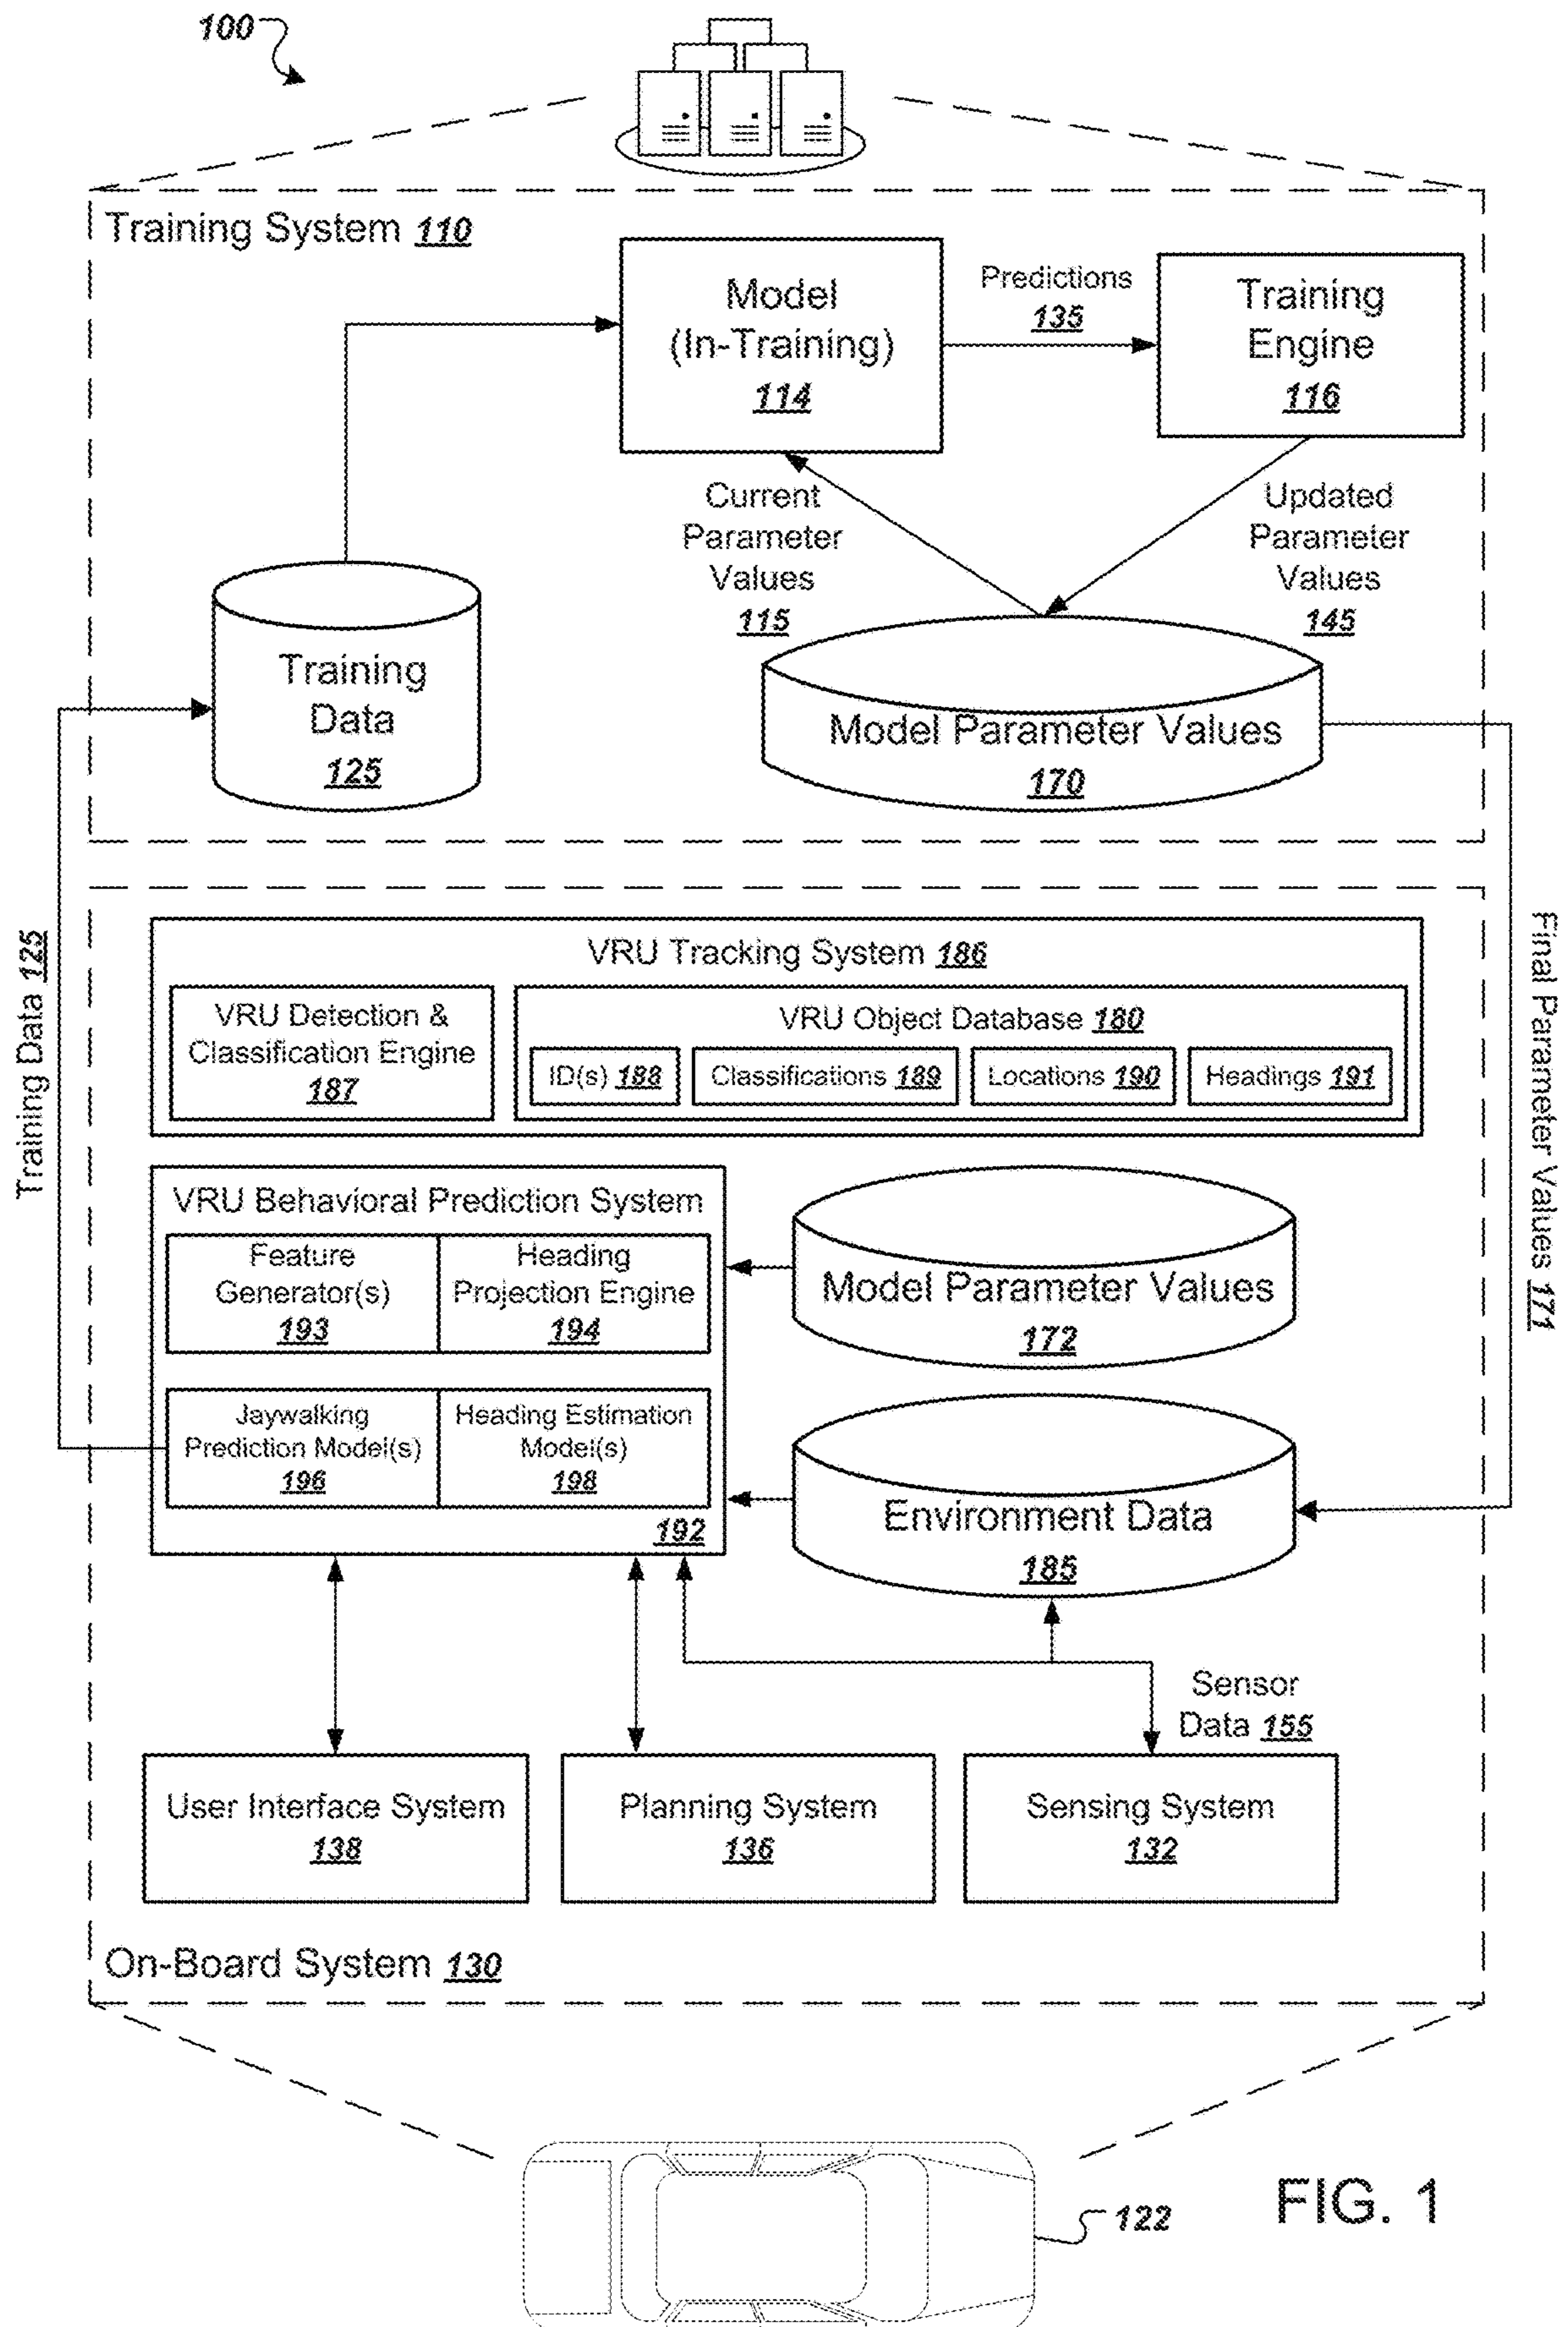 100
Training System 110
Model
(In-Training)
114
Predictions
135
Training
Engine
116
Current
Parameter
Values
115
Updated
Parameter
Values
145
Training
Data
125
Model Parameter Values
170
Training Data 125
Final Parameter Values 171
VRU Tracking System 186
VRU Detection &
Classification Engine
187
VRU Object Database 180
ID(s) 188
Classifications 189
Locations 190
Headings 191
VRU Behavioral Prediction System
Feature
Generator(s)
193
Heading
Projection Engine
194
Jaywalking
Prediction Model(s)
196
Heading Estimation
Model(s)
198
192
Model Parameter Values
172
Environment Data
185
Sensor
Data 155
User Interface System
138
Planning System
136
Sensing System
132
On-Board System 130
122
FIG. 1